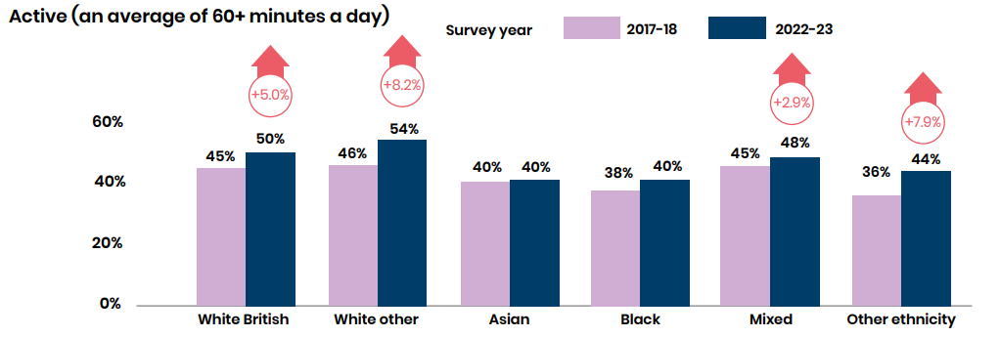 Active (an average of 60+ minutes a day)
Survey year 2017-18 2022-23
+5.0% +8.2% +2.9% +7.9%
60%
40%
20%
0%
45% 50% 46% 54% 40% 40% 38% 40% 45% 48% 36% 44%
White British White other Asian Black Mixed Other ethnicity